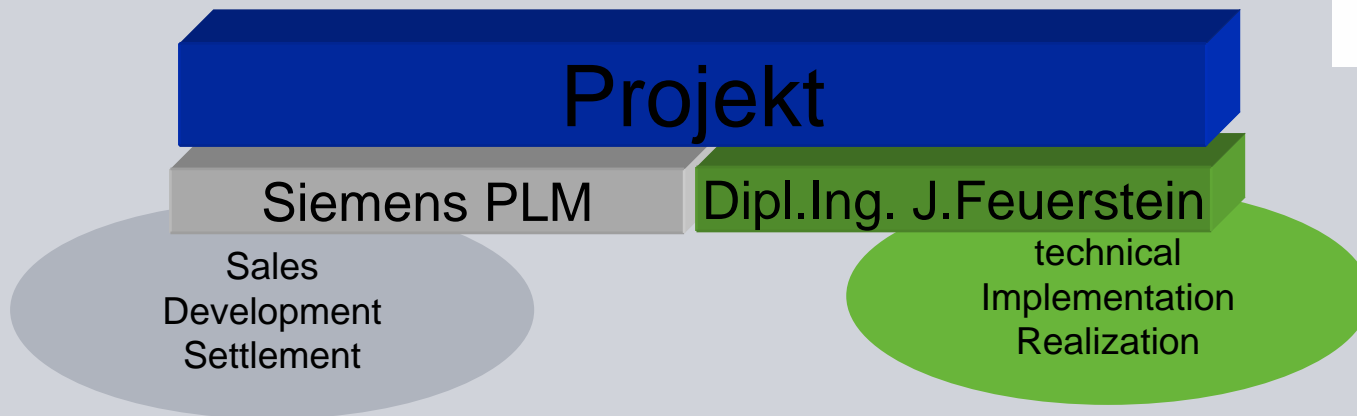 Projekt
Siemens PLM
Dipl.Ing. J.Feuerstein
Sales
Development
Settlement
technical
Implementation
Realization